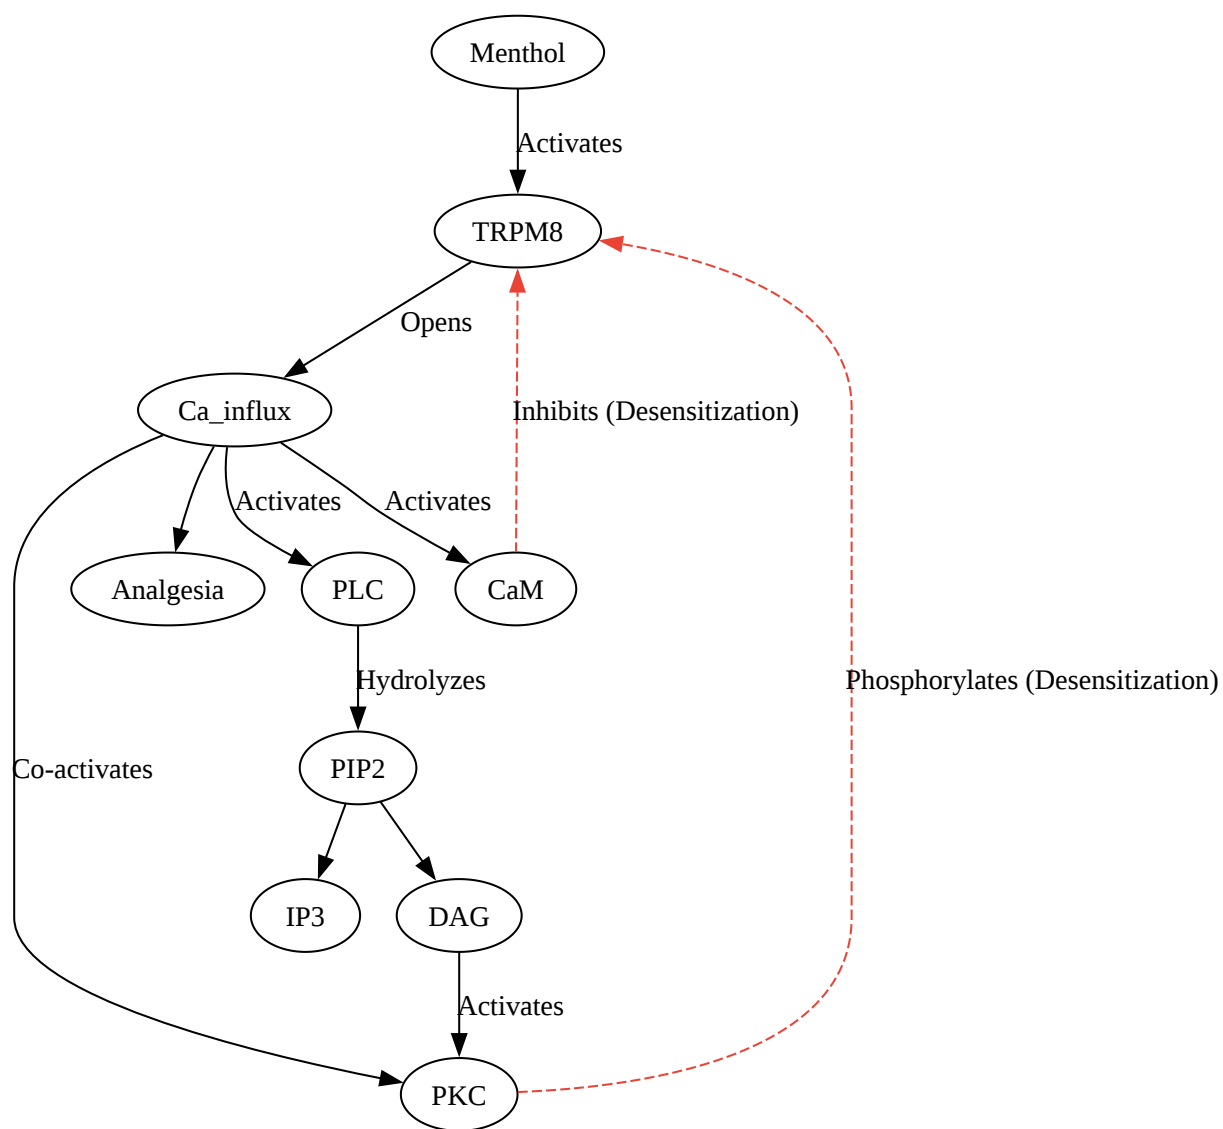 Menthol
Activates
TRPM8
Opens
Ca_influx
Inhibits (Desensitization)
Activates
Activates
Analgesia
PLC
CaM
Hydrolyzes
Phosphorylates (Desensitization)
Co-activates
PIP2
IP3
DAG
Activates
PKC